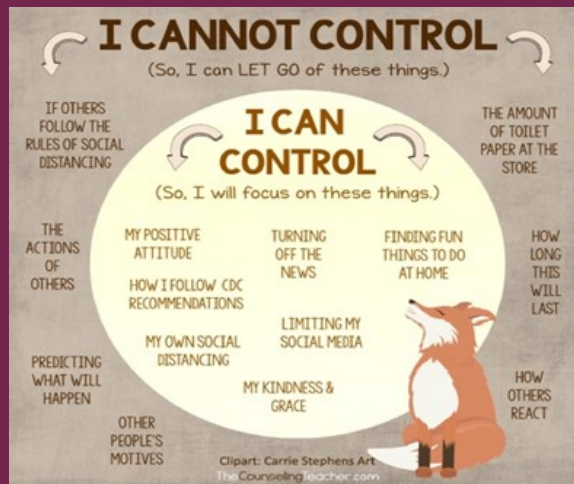 I CANNOT CONTROL
(So, I can LET GO of these things.)
IF OTHERS
FOLLOW THE
RULES OF SOCIAL
DISTANCING
THE AMOUNT
OF TOILET
PAPER AT THE
STORE
I CAN
CONTROL
(So, I will focus on these things.)
THE
ACTIONS
OF
OTHERS
MY POSITIVE
ATTITUDE
TURNING
OFF THE
NEWS
FINDING FUN
THINGS TO DO
AT HOME
HOW
LONG
THIS
WILL
LAST
HOW I FOLLOW CDC
RECOMMENDATIONS
LIMITING MY
SOCIAL MEDIA
MY OWN SOCIAL
DISTANCING
PREDICTING
WHAT WILL
HAPPEN
MY KINDNESS &
GRACE
HOW
OTHERS
REACT
OTHER
PEOPLE'S
MOTIVES
Clipart: Carrie Stephens Art
TheCounselingTeacher.com